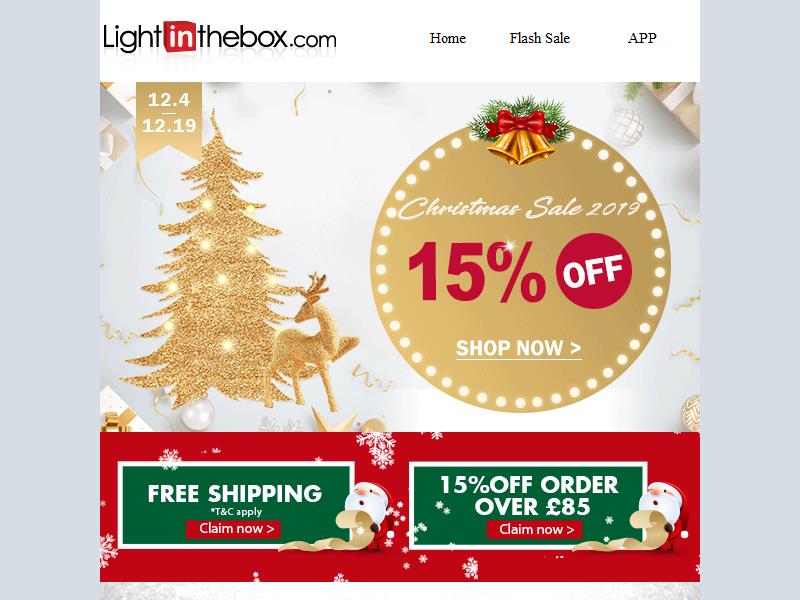 Lightinthebox.com
Home
Flash Sale
APP
12.4
12.19
Christmas Sale 2019
15% OFF
SHOP NOW >
FREE SHIPPING
*T&C apply
Claim now >
15%OFF ORDER
OVER £85
Claim now >